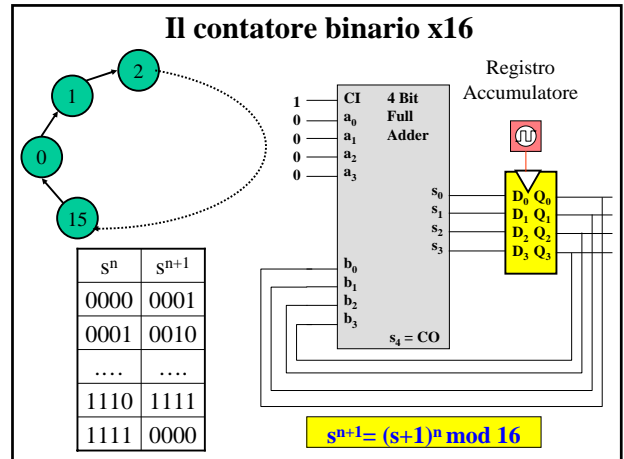 Il contatore binario x16
2
1
0
15
Registro
Accumulatore
1 CI 4 Bit
0 a₀ Full
0 a₁ Adder
0 a₂
0 a₃
s₀ D₀ Q₀
s₁ D₁ Q₁
s₂ D₂ Q₂
s₃ D₃ Q₃
b₀
b₁
b₂
b₃
s₄ = CO
sⁿ sⁿ⁺¹
0000 0001
0001 0010
…. ….
1110 1111
1111 0000
sⁿ⁺¹= (s+1)ⁿ mod 16